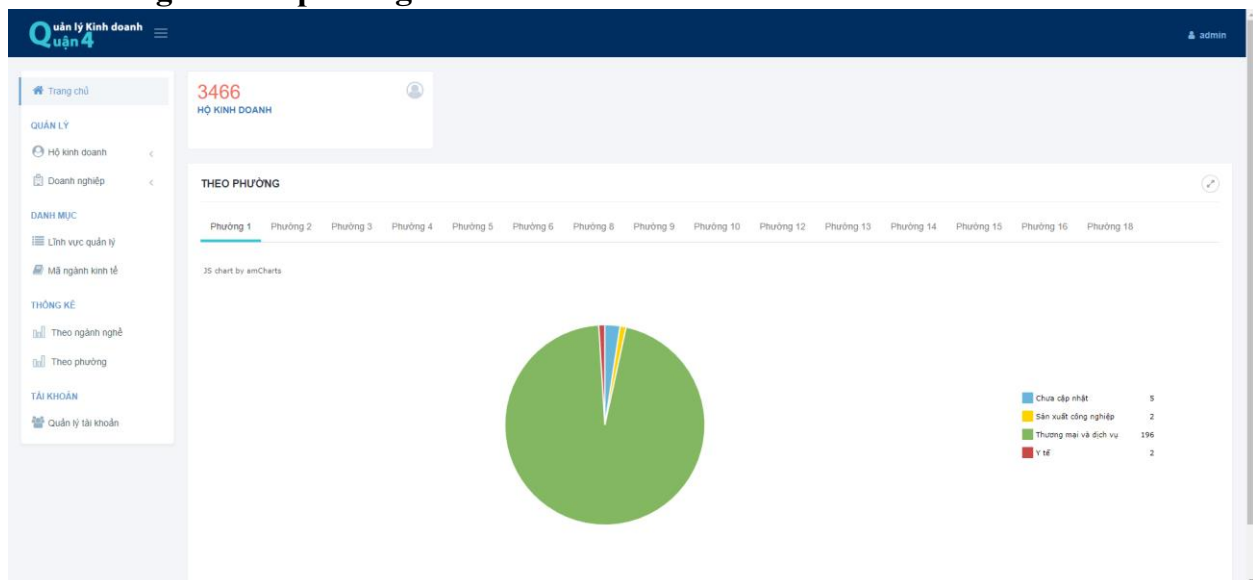 Quản lý Kinh doanh
Quận 4
admin
Trang chủ
QUẢN LÝ
Hộ kinh doanh
Doanh nghiệp
DANH MỤC
Lĩnh vực quản lý
Mã ngành kinh tế
THỐNG KÊ
Theo ngành nghề
Theo phường
TÀI KHOẢN
Quản lý tài khoản
3466
HỘ KINH DOANH
THEO PHƯỜNG
Phường 1 Phường 2 Phường 3 Phường 4 Phường 5 Phường 6 Phường 8 Phường 9 Phường 10 Phường 12 Phường 13 Phường 14 Phường 15 Phường 16 Phường 18
JS chart by amCharts
Chưa cập nhật 5
Sản xuất công nghiệp 2
Thương mại và dịch vụ 196
Y tế 2